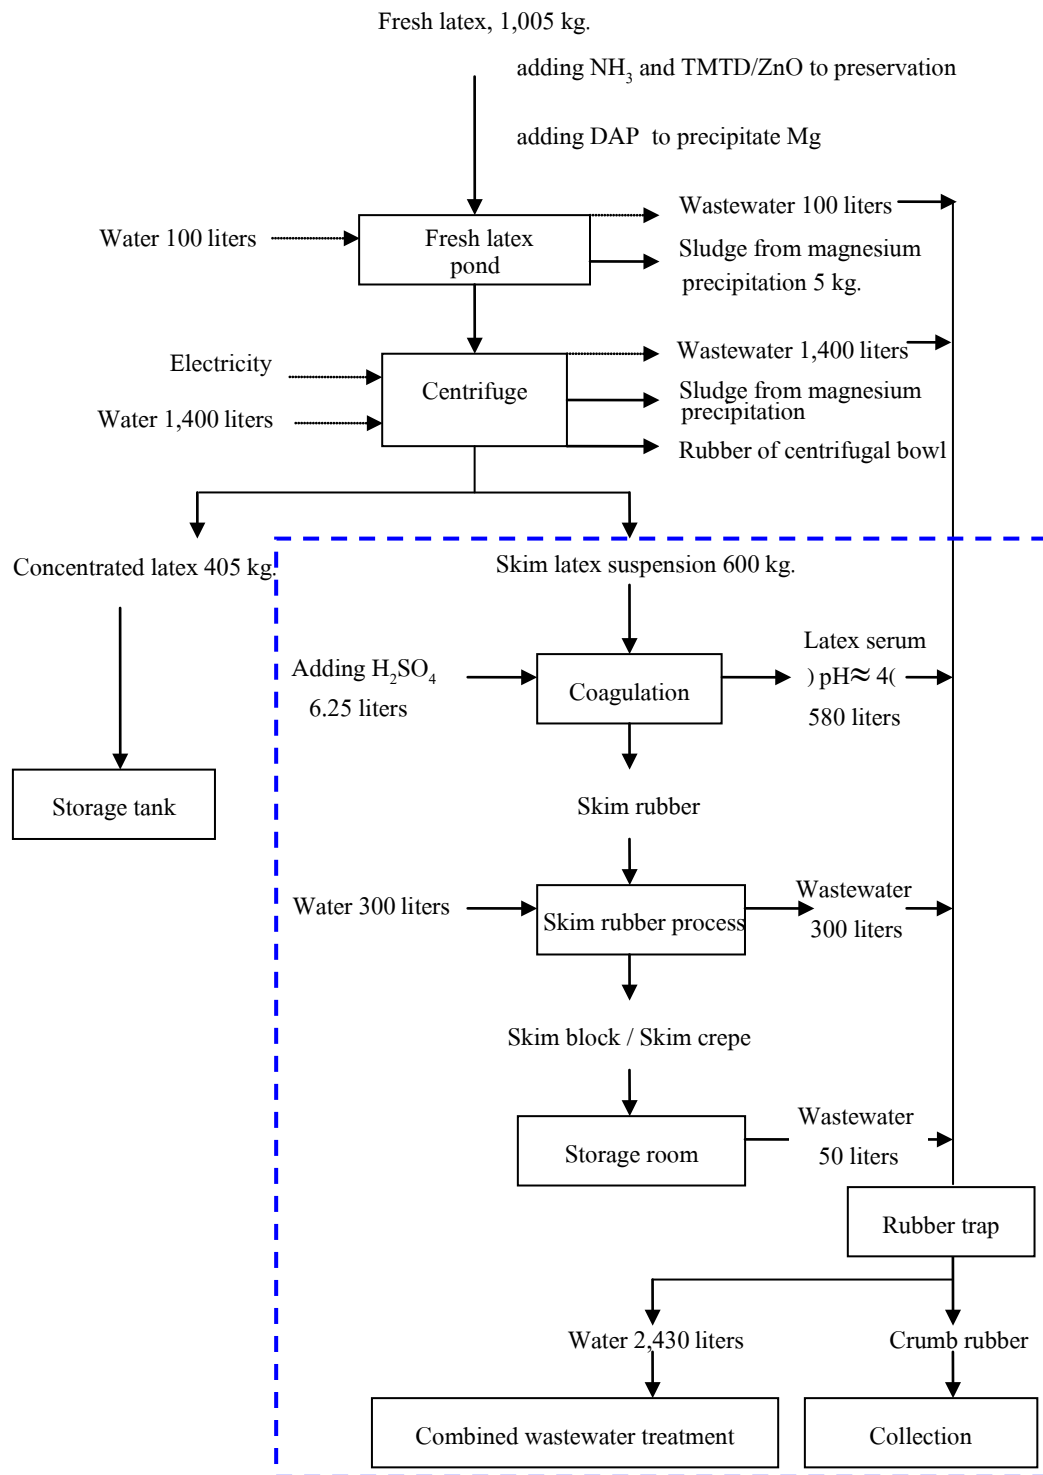 Fresh latex, 1,005 kg.
adding NH3 and TMTD/ZnO to preservation
adding DAP to precipitate Mg
Wastewater 100 liters
Water 100 liters
Fresh latex
pond
Sludge from magnesium
precipitation 5 kg.
Electricity
Water 1,400 liters
Centrifuge
Wastewater 1,400 liters
Sludge from magnesium
precipitation
Rubber of centrifugal bowl
Concentrated latex 405 kg.
Skim latex suspension 600 kg.
Adding H2SO4
6.25 liters
Coagulation
Latex serum
) pH≈ 4(
580 liters
Storage tank
Skim rubber
Water 300 liters
Skim rubber process
Wastewater
300 liters
Skim block / Skim crepe
Storage room
Wastewater
50 liters
Rubber trap
Water 2,430 liters
Crumb rubber
Combined wastewater treatment
Collection